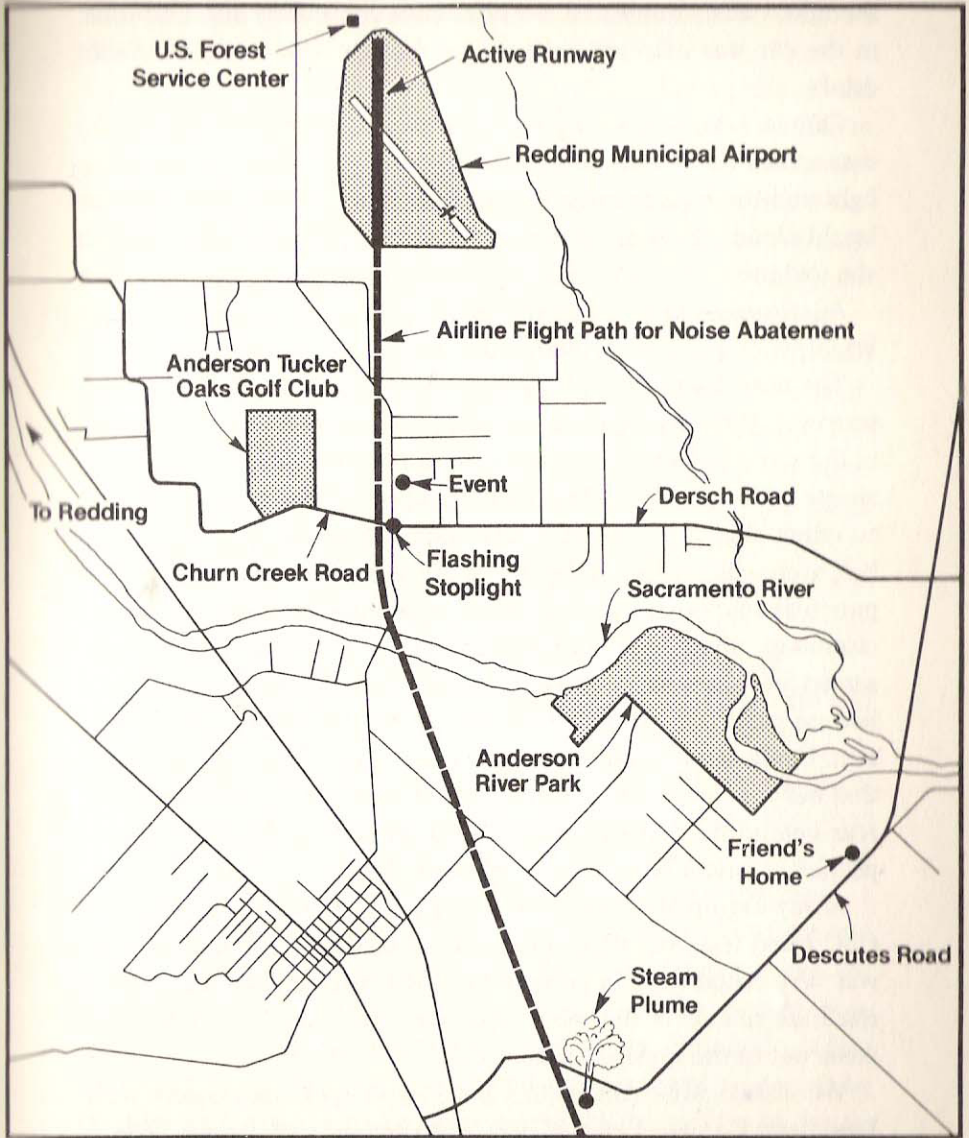 U.S. Forest
Service Center
Active Runway
Redding Municipal Airport
Airline Flight Path for Noise Abatement
Anderson Tucker
Oaks Golf Club
Event
To Redding
Dersch Road
Churn Creek Road
Flashing
Stoplight
Sacramento River
Anderson
River Park
Friend's
Home
Descutes Road
Steam
Plume